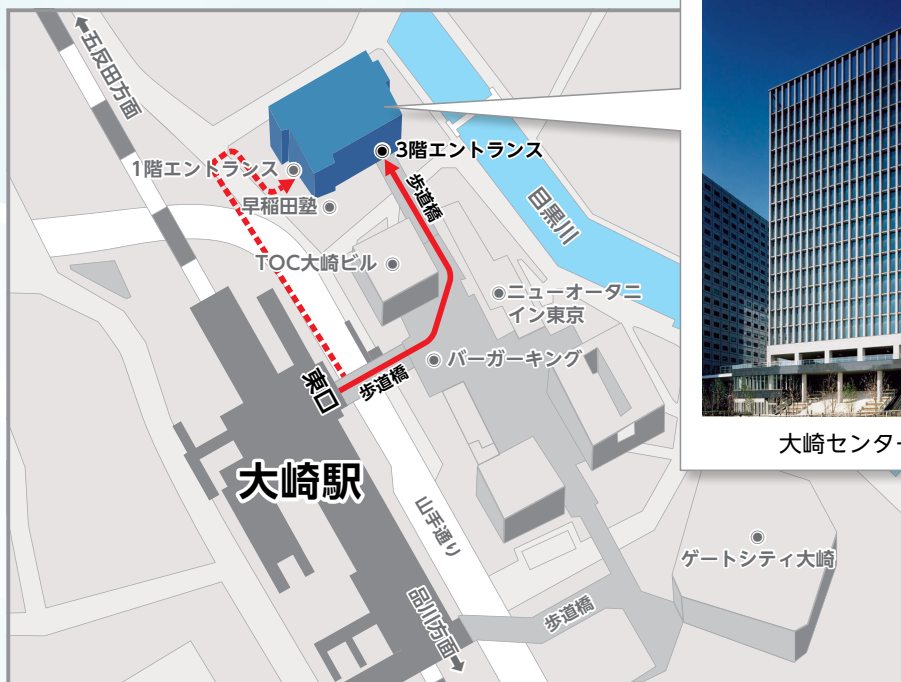 五反田方面
1階エントランス
3階エントランス
早稲田塾
歩道橋
目黒川
TOC大崎ビル
ニューオータニ
イン東京
バーガーキング
歩道橋
東口
大崎駅
山手通り
品川方面
歩道橋
ゲートシティ大崎
大崎センター